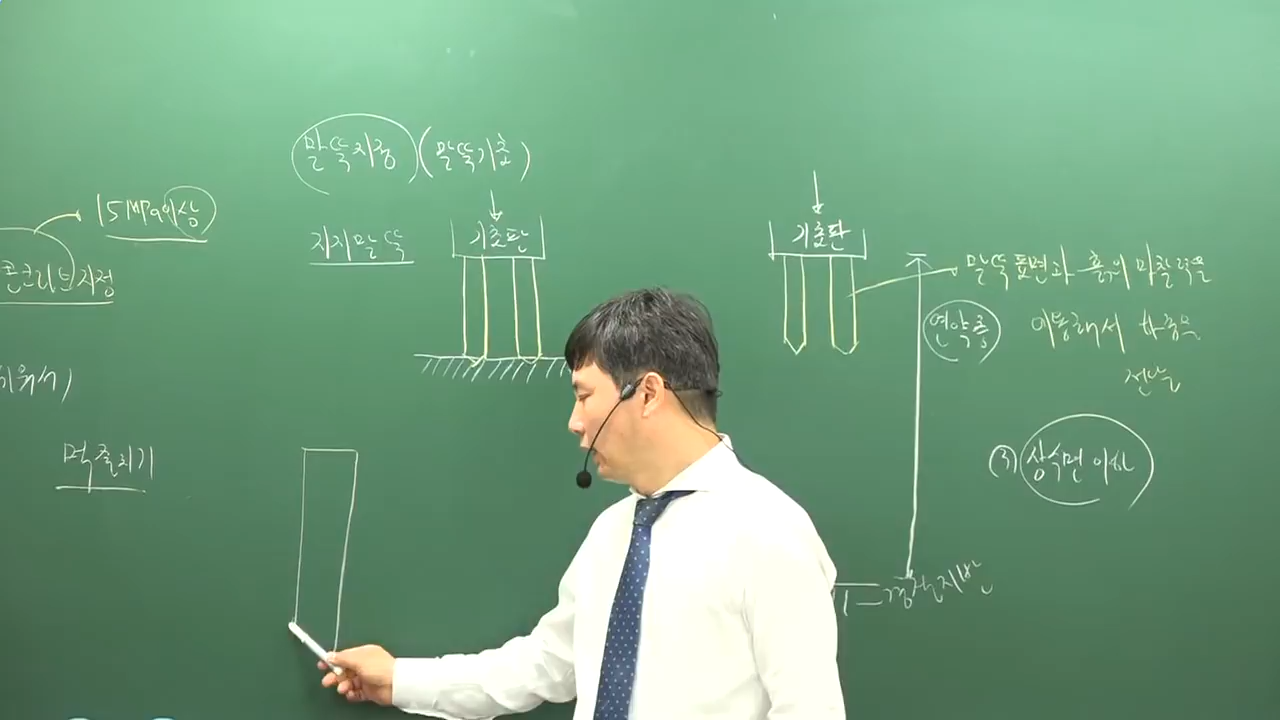 말뚝지정 (말뚝기초)
15MPa이상
콘크리트지정
지지말뚝
기초판
기초판
말뚝표면과 흙의 마찰력을
이통해서 하중을
전달
연약층
먹줄치기
③ 상수면 이하
경질지반